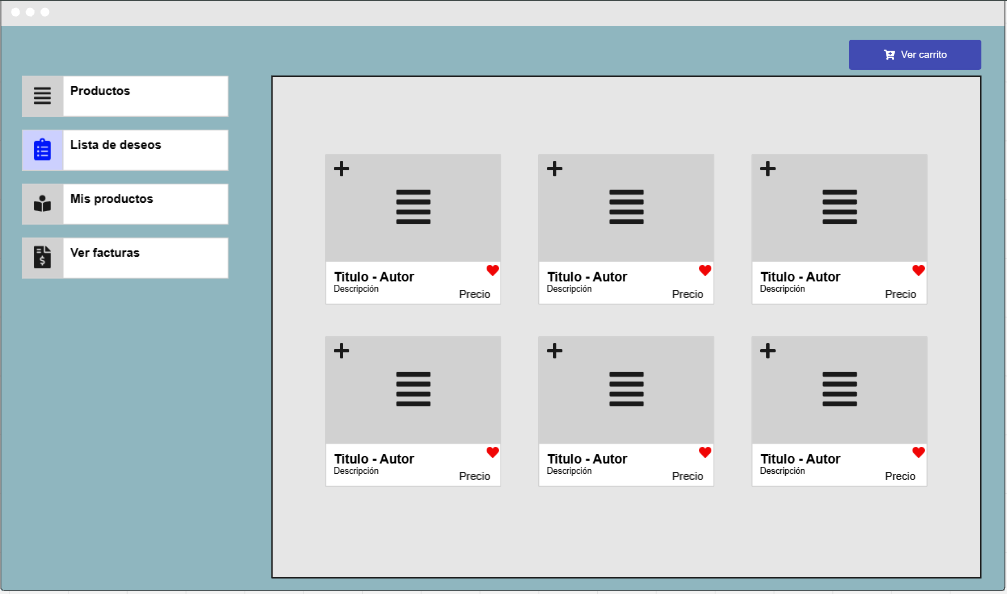 Ver carrito
Productos
Lista de deseos
Mis productos
Ver facturas
Titulo - Autor
Descripción
Precio
Titulo - Autor
Descripción
Precio
Titulo - Autor
Descripción
Precio
Titulo - Autor
Descripción
Precio
Titulo - Autor
Descripción
Precio
Titulo - Autor
Descripción
Precio